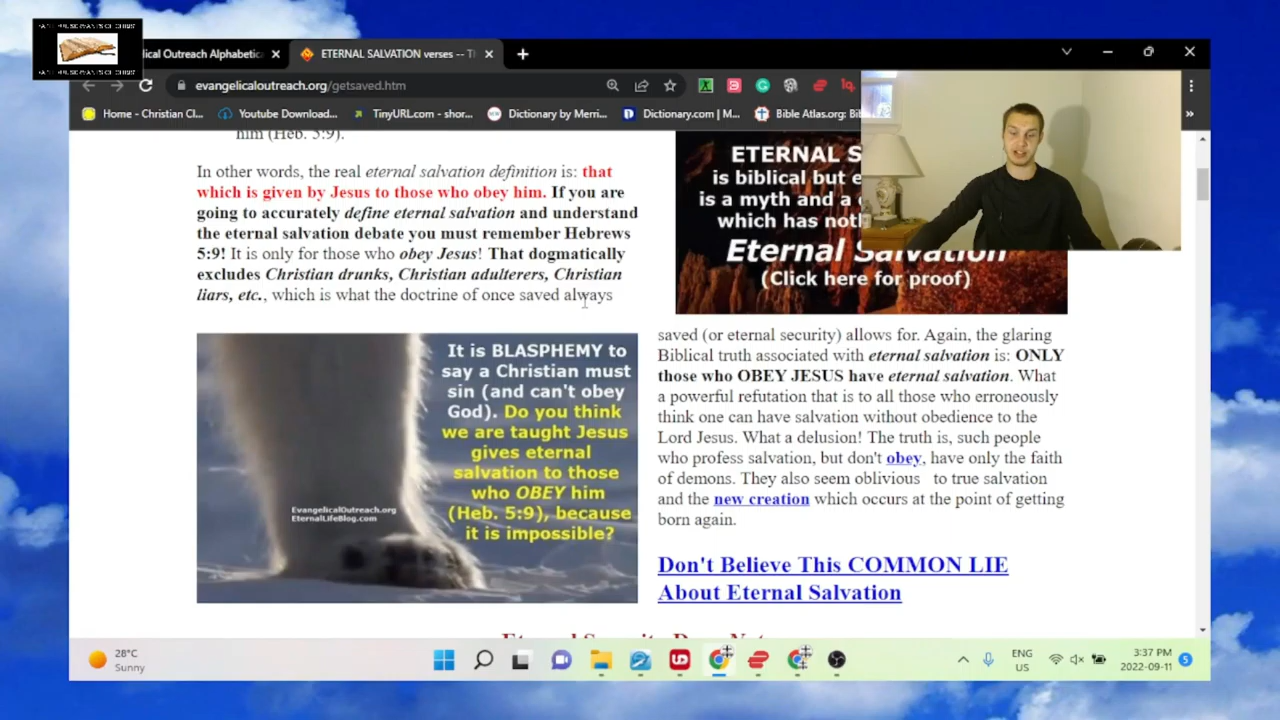 ical Outreach Alphabetica
ETERNAL SALVATION verses -- T
evangelicaloutreach.org/getsaved.htm
Home - Christian Cl...
Youtube Download...
TinyURL.com - shor...
Dictionary by Merri...
Dictionary.com | M...
Bible Atlas.org: Bib
him (Heb. 5:9).
In other words, the real eternal salvation definition is: that
which is given by Jesus to those who obey him. If you are
going to accurately define eternal salvation and understand
the eternal salvation debate you must remember Hebrews
5:9! It is only for those who obey Jesus! That dogmatically
excludes Christian drunks, Christian adulterers, Christian
liars, etc., which is what the doctrine of once saved always
ETERNAL S
is biblical but e
is a myth and a
which has noth
Eternal Salvation
(Click here for proof)
It is BLASPHEMY to
say a Christian must
sin (and can't obey
God). Do you think
we are taught Jesus
gives eternal
salvation to those
who OBEY him
(Heb. 5:9), because
it is impossible?
EvangelicalOutreach.org
EternalLifeBlog.com
saved (or eternal security) allows for. Again, the glaring
Biblical truth associated with eternal salvation is: ONLY
those who OBEY JESUS have eternal salvation. What
a powerful refutation that is to all those who erroneously
think one can have salvation without obedience to the
Lord Jesus. What a delusion! The truth is, such people
who profess salvation, but don't obey, have only the faith
of demons. They also seem oblivious to true salvation
and the new creation which occurs at the point of getting
born again.
Don't Believe This COMMON LIE
About Eternal Salvation
28°C
Sunny
ENG
US
3:37 PM
2022-09-11
5